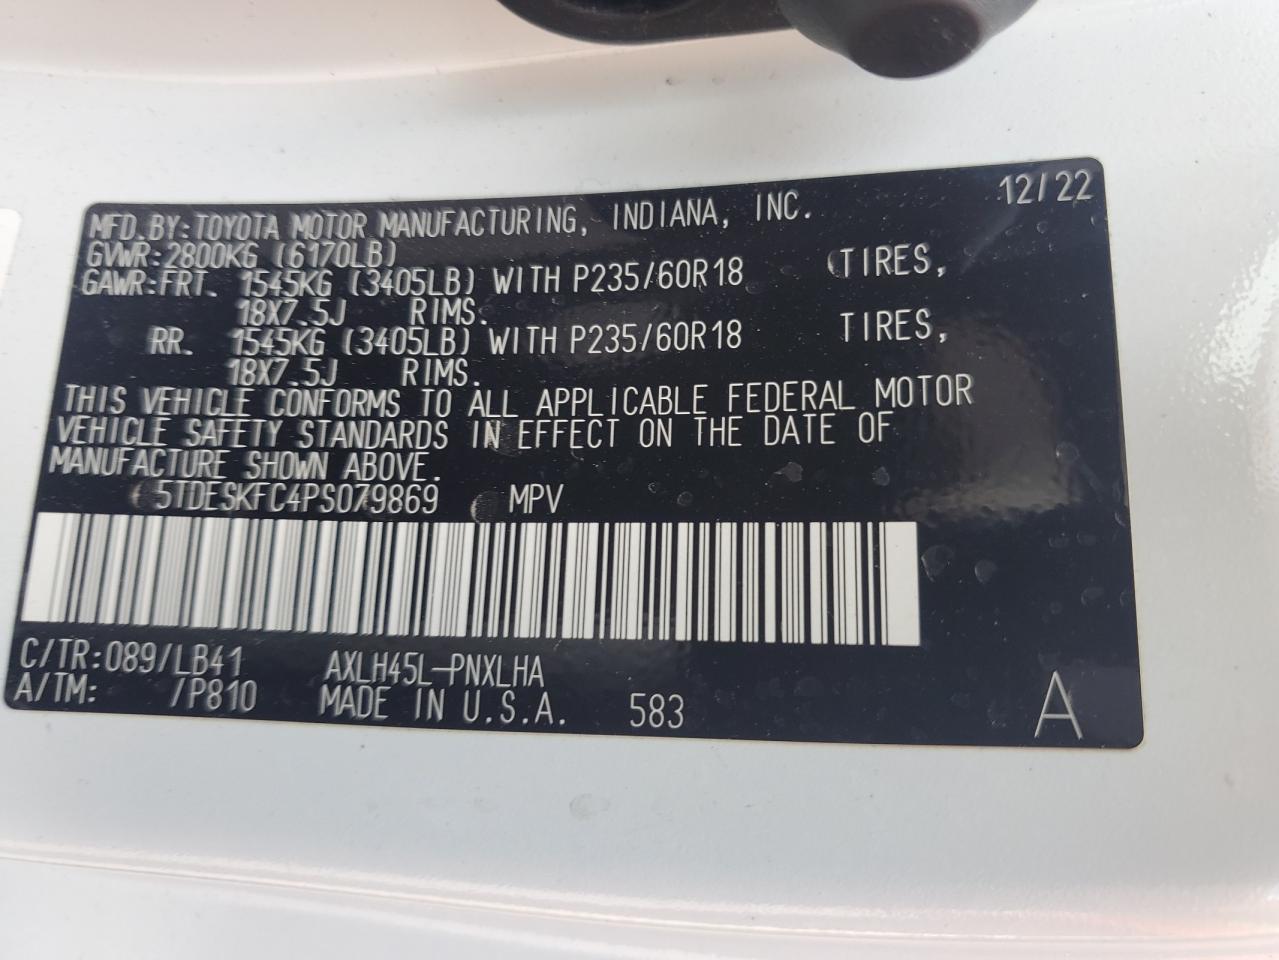 12/22
MFD.BY:TOYOTA MOTOR MANUFACTURING, INDIANA, INC.
GVWR:2800KG (6170LB)
GAWR:FRT. 1545KG (3405LB) WITH P235/60R18 TIRES,
18X7.5J RIMS.
RR. 1545KG (3405LB) WITH P235/60R18 TIRES,
18X7.5J RIMS.
THIS VEHICLE CONFORMS TO ALL APPLICABLE FEDERAL MOTOR
VEHICLE SAFETY STANDARDS IN EFFECT ON THE DATE OF
MANUFACTURE SHOWN ABOVE.
5TDESKFC4PS079869 MPV
C/TR:089/LB41 AXLH45L-PNXLHA
A/TM: /P810 MADE IN U.S.A. 583 A